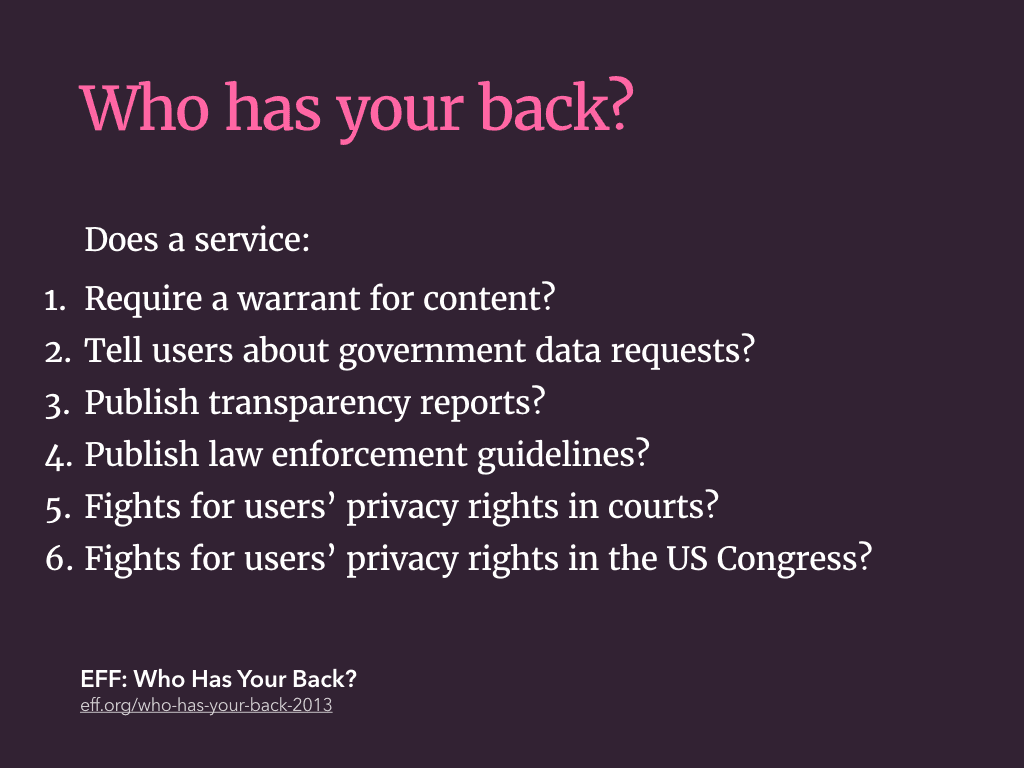 Who has your back?
Does a service:
1. Require a warrant for content?
2. Tell users about government data requests?
3. Publish transparency reports?
4. Publish law enforcement guidelines?
5. Fights for users’ privacy rights in courts?
6. Fights for users’ privacy rights in the US Congress?
EFF: Who Has Your Back?
eff.org/who-has-your-back-2013